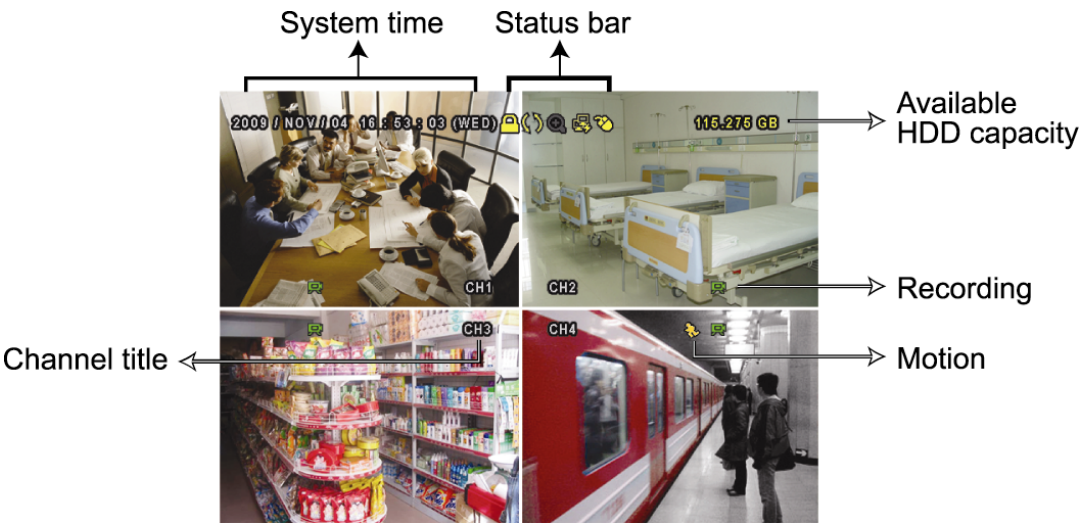 System time
Status bar
2009 / NOV / 04 16 : 53 : 03 (WED)
115.275 GB
Available
HDD capacity
CH1
CH2
Recording
CH3
CH4
Channel title
Motion